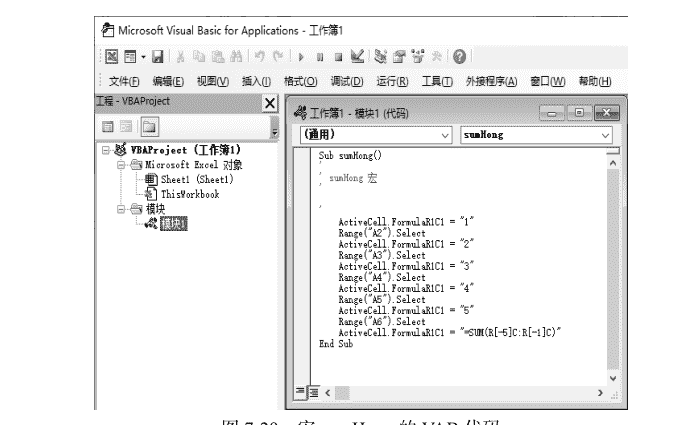 Microsoft Visual Basic for Applications - 工作簿1
文件(F) 编辑(E) 视图(V) 插入(I) 格式(O) 调试(D) 运行(R) 工具(T) 外接程序(A) 窗口(W) 帮助(H)
工程 - VBAProject
VBAProject (工作簿1)
Microsoft Excel 对象
Sheet1 (Sheet1)
ThisWorkbook
模块
模块1
工作簿1 - 模块1 (代码)
(通用) sumHong
Sub sumHong()
'
' sumHong 宏
'
ActiveCell.FormulaR1C1 = "1"
Range("A2").Select
ActiveCell.FormulaR1C1 = "2"
Range("A3").Select
ActiveCell.FormulaR1C1 = "3"
Range("A4").Select
ActiveCell.FormulaR1C1 = "4"
Range("A5").Select
ActiveCell.FormulaR1C1 = "5"
Range("A6").Select
ActiveCell.FormulaR1C1 = "=SUM(R[-5]C:R[-1]C)"
End Sub